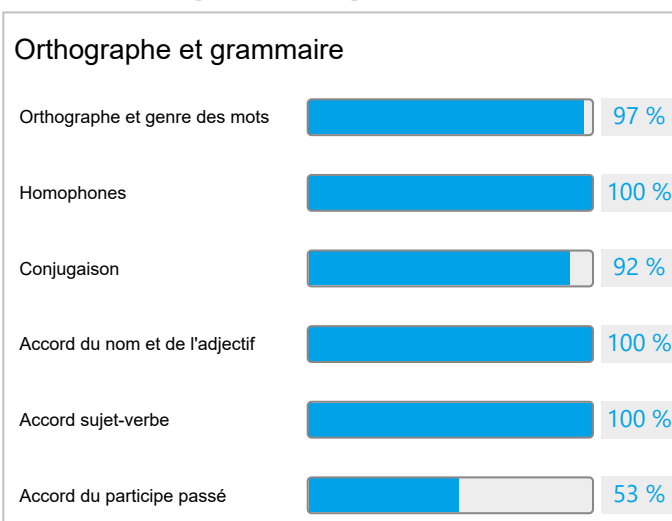 Orthographe et grammaire
Orthographe et genre des mots 97 %
Homophones 100 %
Conjugaison 92 %
Accord du nom et de l'adjectif 100 %
Accord sujet-verbe 100 %
Accord du participe passé 53 %